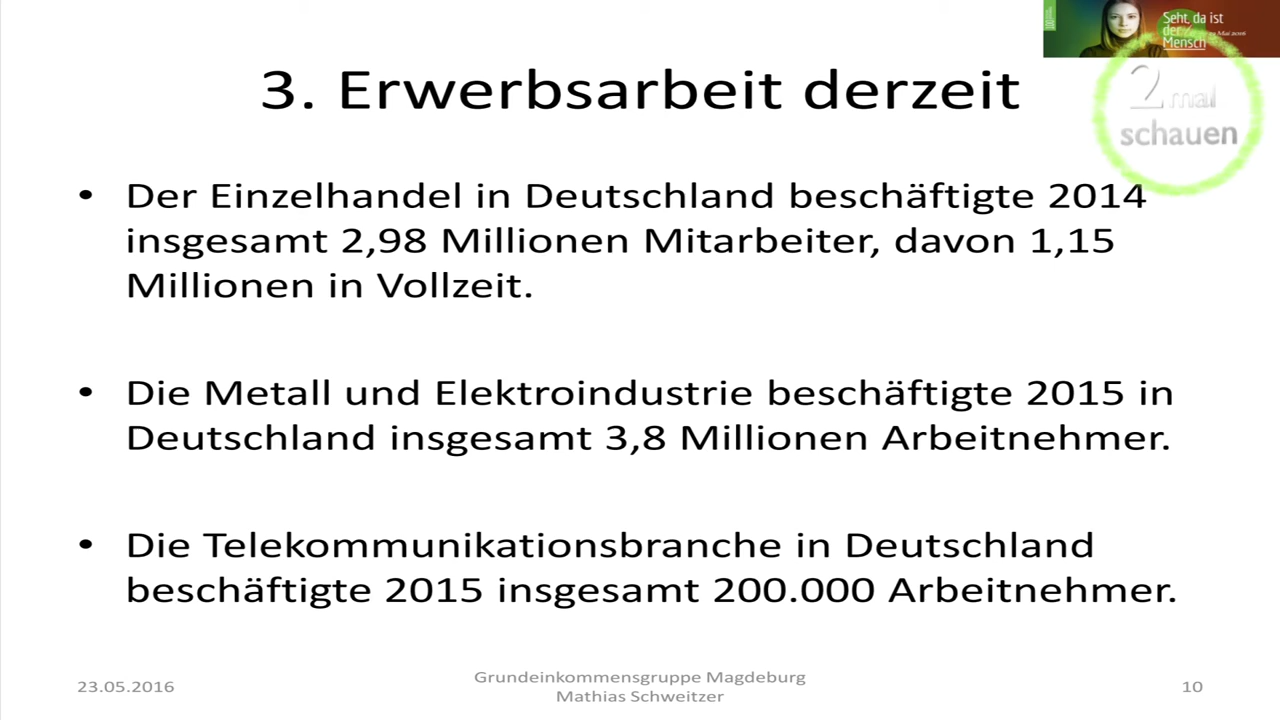 Seht, da ist
der
Mensch
Mai 2016
2mal
schauen
3. Erwerbsarbeit derzeit
• Der Einzelhandel in Deutschland beschäftigte 2014
insgesamt 2,98 Millionen Mitarbeiter, davon 1,15
Millionen in Vollzeit.
• Die Metall und Elektroindustrie beschäftigte 2015 in
Deutschland insgesamt 3,8 Millionen Arbeitnehmer.
• Die Telekommunikationsbranche in Deutschland
beschäftigte 2015 insgesamt 200.000 Arbeitnehmer.
23.05.2016
Grundeinkommensgruppe Magdeburg
Mathias Schweitzer
10